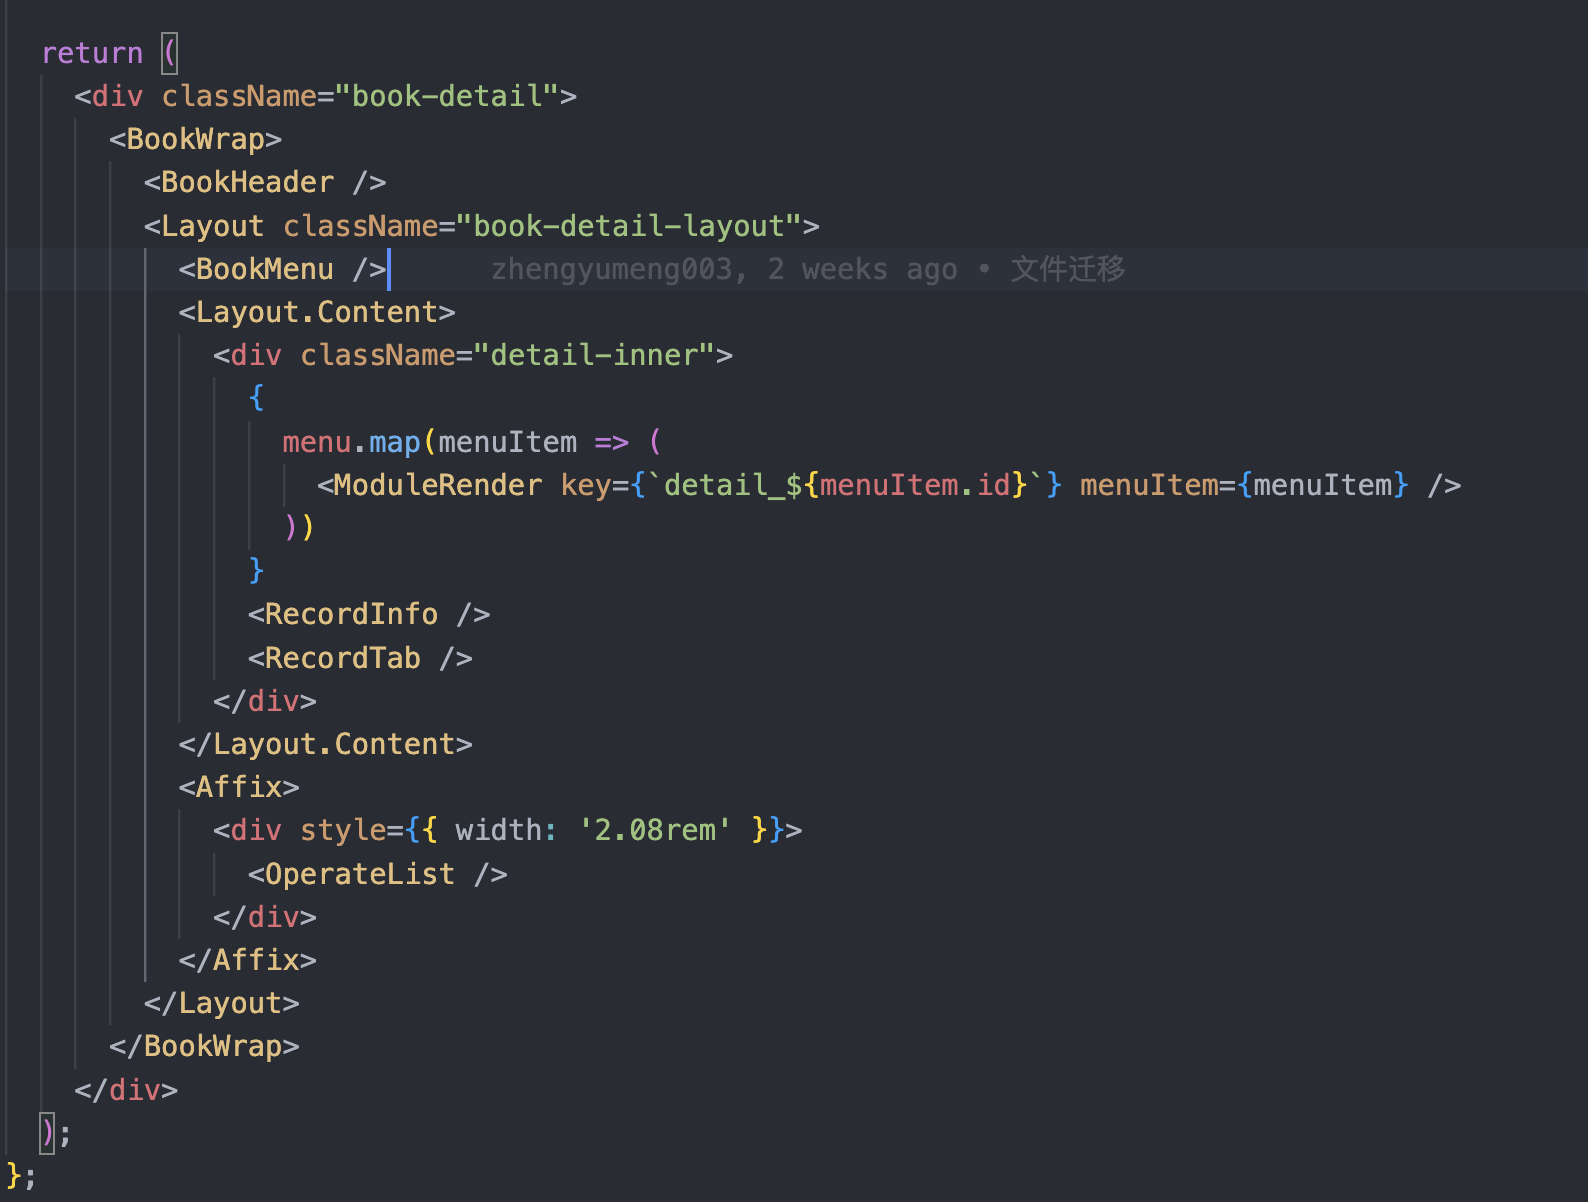 return (
<div className="book-detail">
<BookWrap>
<BookHeader />
<Layout className="book-detail-layout">
<BookMenu /> zhengyumeng003, 2 weeks ago • 文件迁移
<Layout.Content>
<div className="detail-inner">
{
menu.map(menuItem => (
<ModuleRender key={`detail_${menuItem.id}`} menuItem={menuItem} />
))
}
<RecordInfo />
<RecordTab />
</div>
</Layout.Content>
<Affix>
<div style={{ width: '2.08rem' }}>
<OperateList />
</div>
</Affix>
</Layout>
</BookWrap>
</div>
);
};